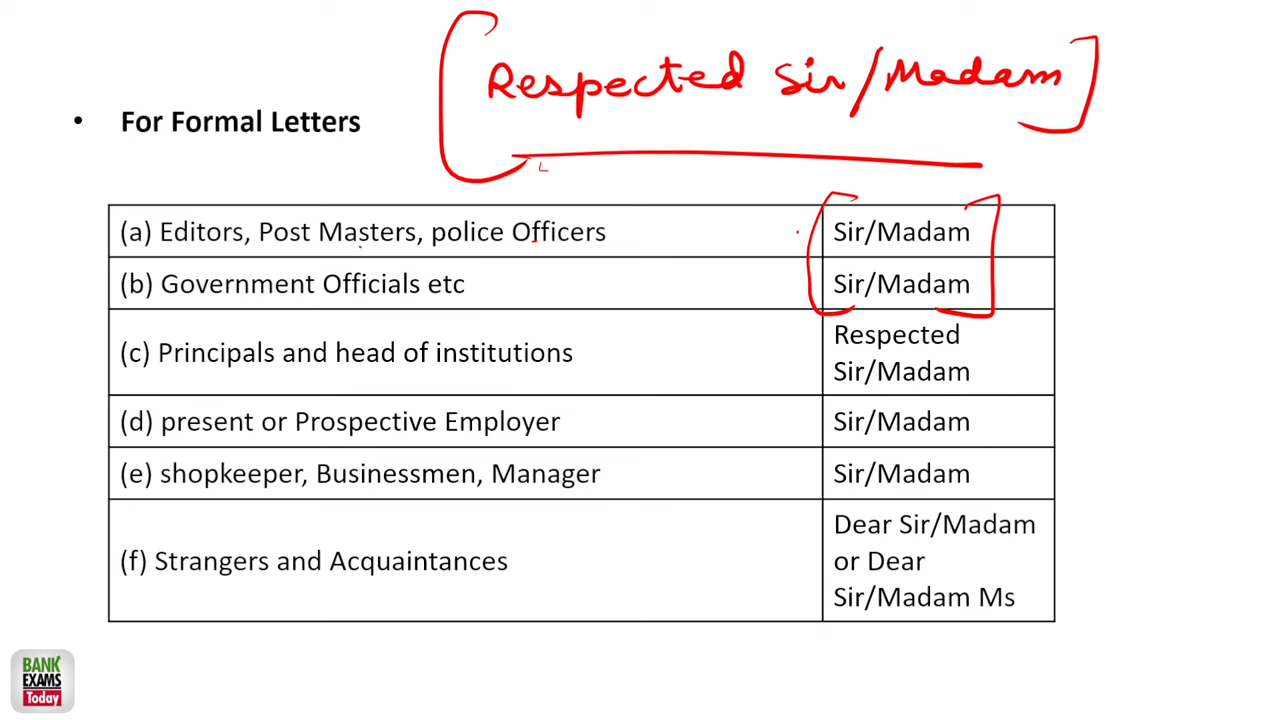 Respected Sir/Madam
• For Formal Letters
(a) Editors, Post Masters, police Officers Sir/Madam
(b) Government Officials etc Sir/Madam
(c) Principals and head of institutions Respected
Sir/Madam
(d) present or Prospective Employer Sir/Madam
(e) shopkeeper, Businessmen, Manager Sir/Madam
(f) Strangers and Acquaintances Dear Sir/Madam
or Dear
Sir/Madam Ms
BANK
EXAMS
Today